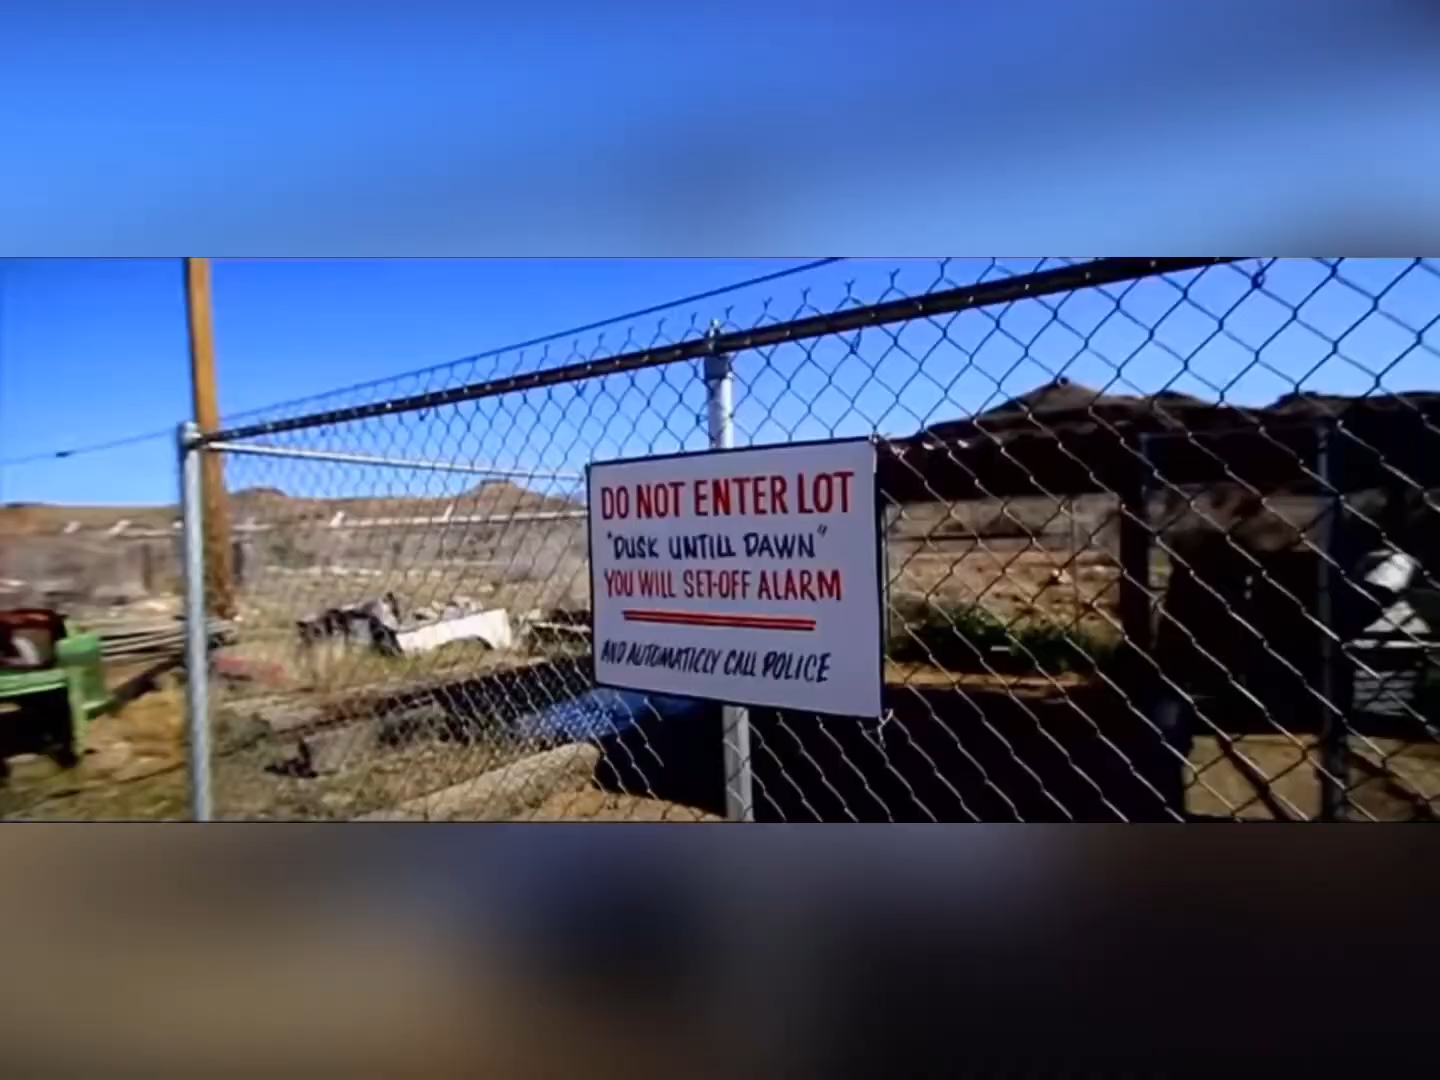 DO NOT ENTER LOT
"DUSK UNTILL DAWN"
YOU WILL SET-OFF ALARM
AND AUTOMATICLY CALL POLICE